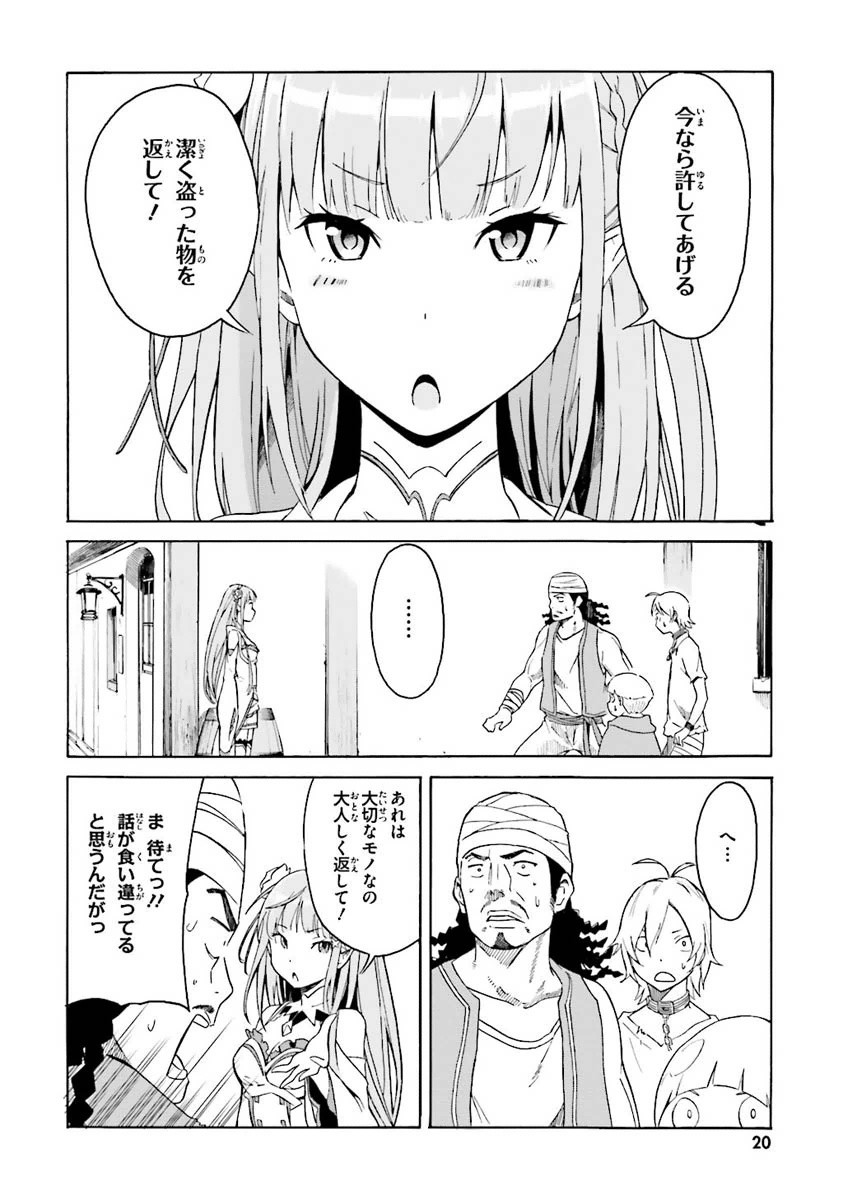 今なら許してあげる
潔く盗った物を
返して！
……
へ…
あれは
大切なモノなの
大人しく返して！
ま 待てっ!!
話が食い違ってる
と思うんだがっ
20